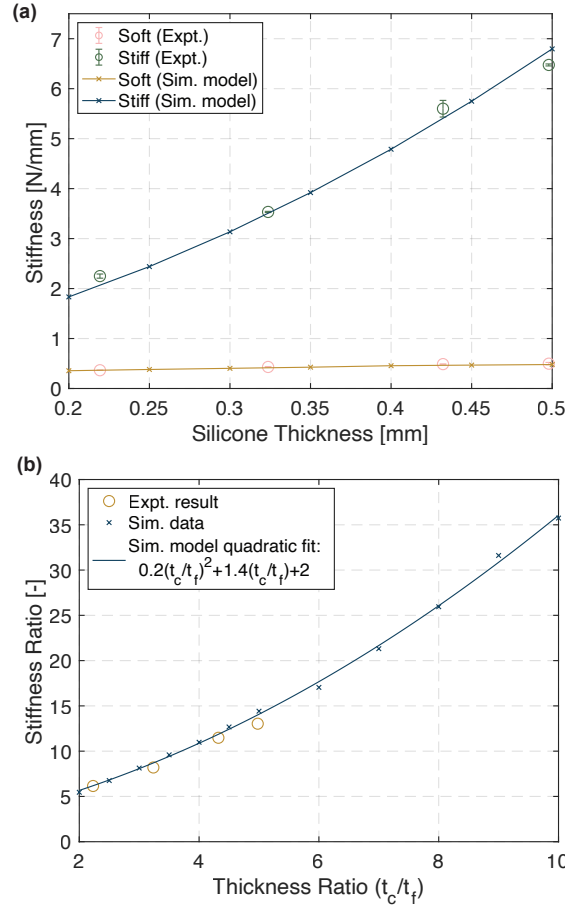 (a)
Soft (Expt.)
Stiff (Expt.)
Soft (Sim. model)
Stiff (Sim. model)
7
6
5
4
3
2
1
0
Stiffness [N/mm]
0.2 0.25 0.3 0.35 0.4 0.45 0.5
Silicone Thickness [mm]
(b)
Expt. result
Sim. data
Sim. model quadratic fit:
0.2(t_c/t_f)^2+1.4(t_c/t_f)+2
40
35
30
25
20
15
10
5
0
Stiffness Ratio [-]
2 4 6 8 10
Thickness Ratio (t_c/t_f)